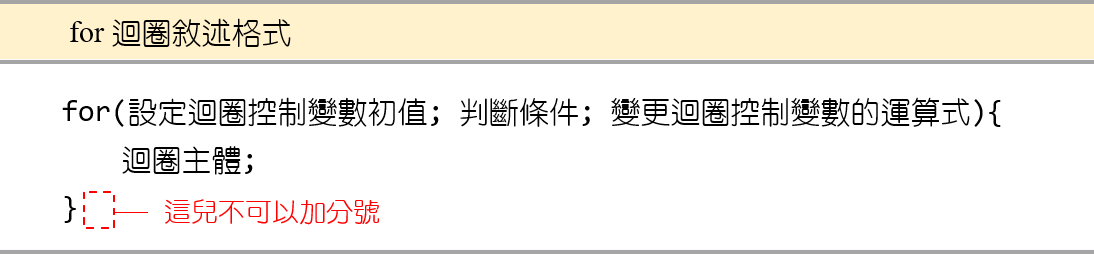 for 迴圈敘述格式
for(設定迴圈控制變數初值; 判斷條件; 變更迴圈控制變數的運算式){
迴圈主體;
}
這兒不可以加分號